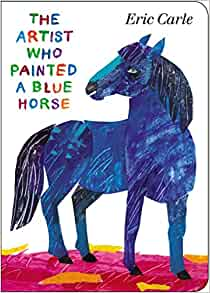 THE
ARTIST
WHO
PAINTED
A BLUE
HORSE
Eric Carle